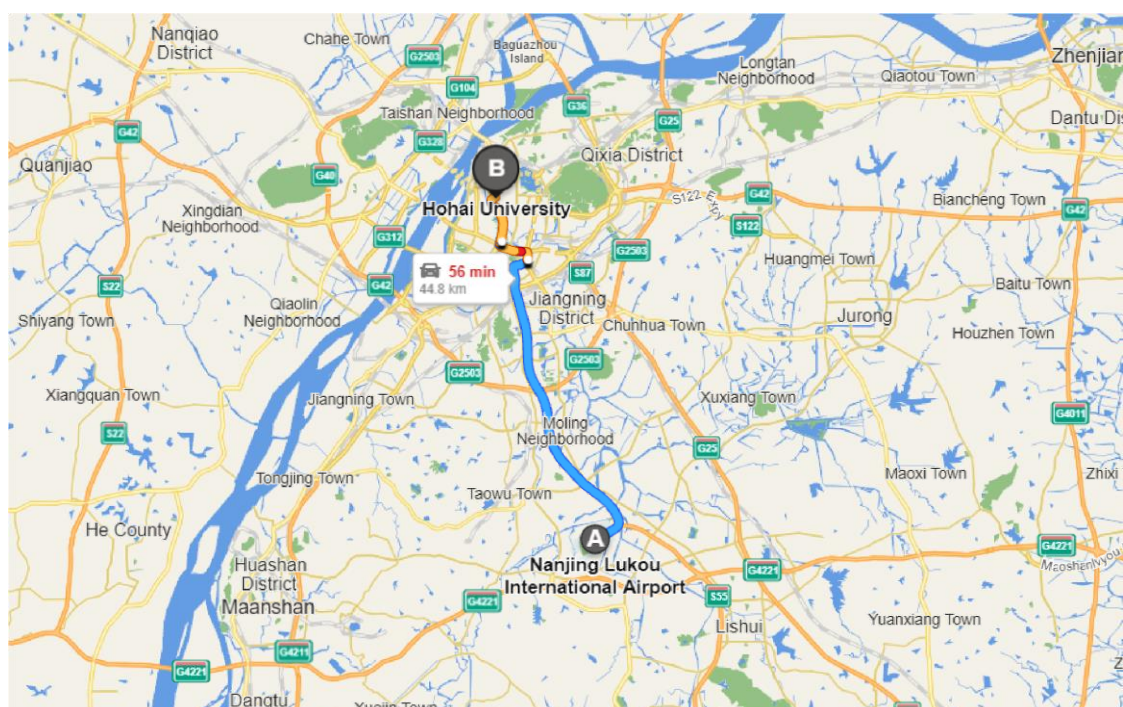 Nanqiao
District
Chahe Town
Baguazhou
Island
G2503
G104
Longtan
Neighborhood
Qiaotou Town
Zhenjian
Taishan Neighborhood
G36
G42
G328
G25
Dantu Dis
Quanjiao
G40
B
Qixia District
S122 Expy
G42
Biancheng Town
G42
Xingdian
Neighborhood
Hohai University
G312
S122
G2503
Huangmei Town
56 min
44.8 km
S87
S22
Qiaolin
Neighborhood
G42
Jiangning
District
Baitu Town
Shiyang Town
Chunhua Town
Jurong
Houzhen Town
G2503
G2503
Xiangquan Town
Jiangning Town
Xuxiang Town
G4011
S22
Moling
Neighborhood
G25
Tongjing Town
Maoxi Town
Zhixi
Taowu Town
He County
A
Nanjing Lukou
International Airport
G4221
Huashan
District
Maanshan
G4221
G4221
S55
Yuanxiang Town
Lishui
G4211
G4221
Dangtu